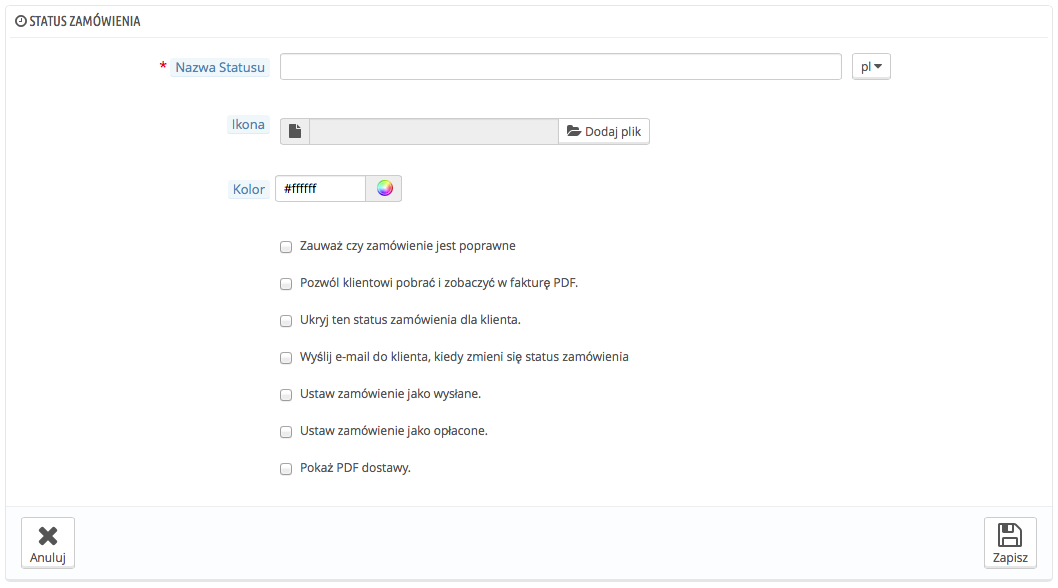 STATUS ZAMÓWIENIA
* Nazwa Statusu pl
Ikona Dodaj plik
Kolor #ffffff
Zauważ czy zamówienie jest poprawne
Pozwól klientowi pobrać i zobaczyć w fakturę PDF.
Ukryj ten status zamówienia dla klienta.
Wyślij e-mail do klienta, kiedy zmieni się status zamówienia
Ustaw zamówienie jako wysłane.
Ustaw zamówienie jako opłacone.
Pokaż PDF dostawy.
Anuluj Zapisz